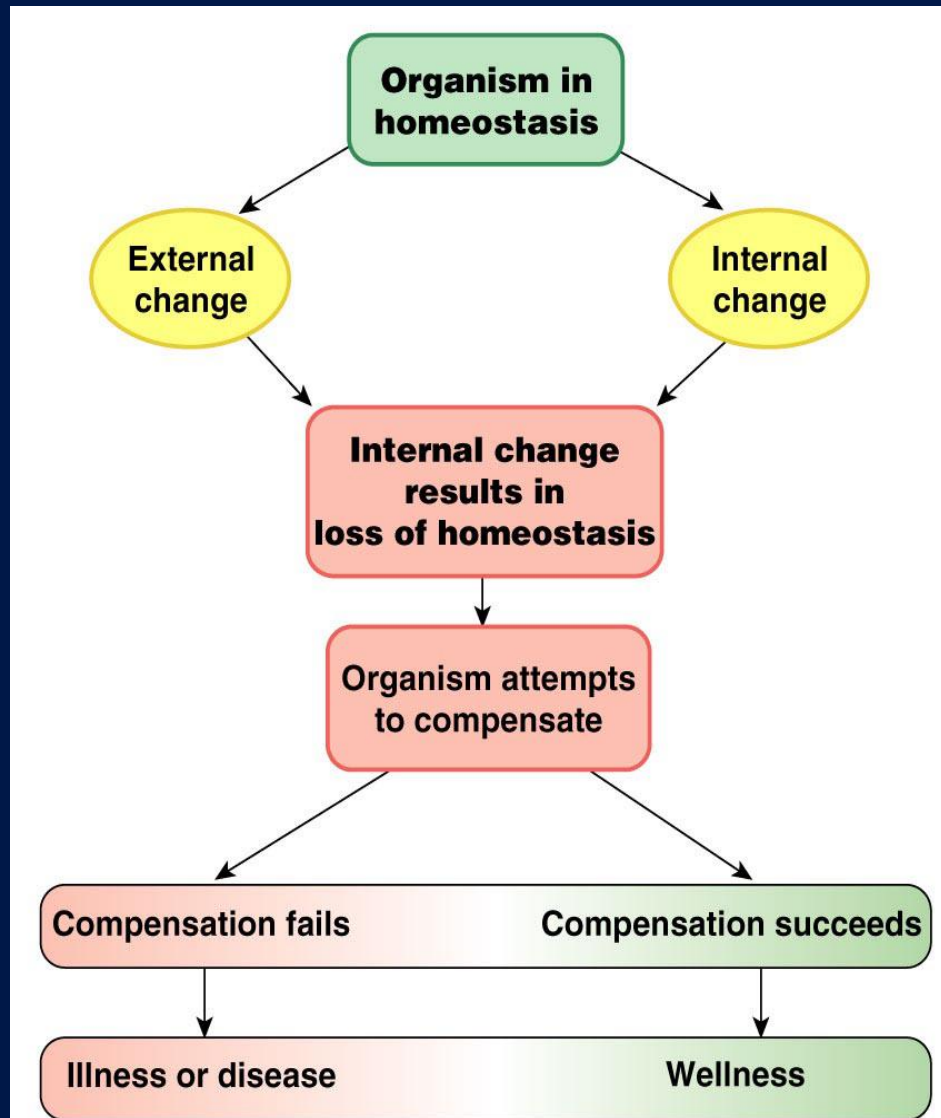 Organism in
homeostasis
External
change
Internal
change
Internal change
results in
loss of homeostasis
Organism attempts
to compensate
Compensation fails
Compensation succeeds
Illness or disease
Wellness